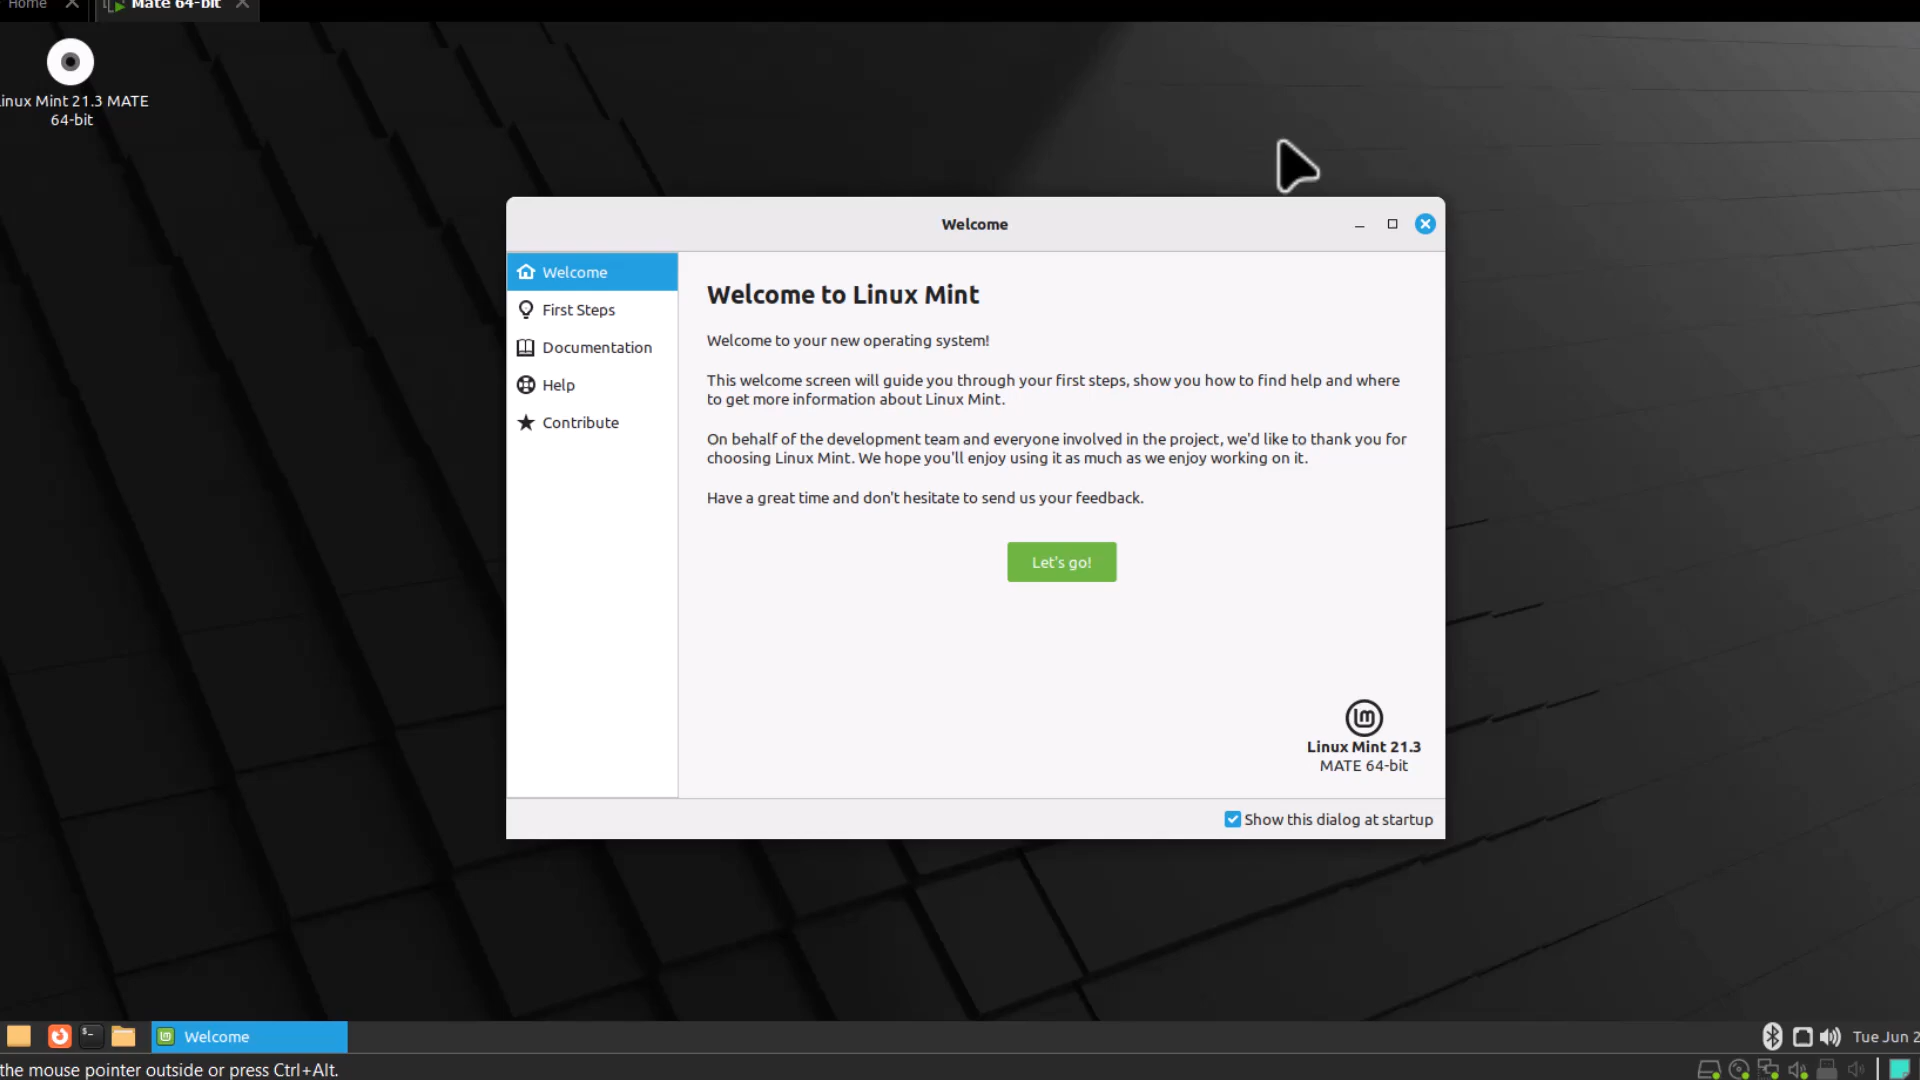 Home
Mate 64-bit
inux Mint 21.3 MATE
64-bit
Welcome
Welcome
First Steps
Documentation
Help
Contribute
Welcome to Linux Mint
Welcome to your new operating system!
This welcome screen will guide you through your first steps, show you how to find help and where
to get more information about Linux Mint.
On behalf of the development team and everyone involved in the project, we'd like to thank you for
choosing Linux Mint. We hope you'll enjoy using it as much as we enjoy working on it.
Have a great time and don't hesitate to send us your feedback.
Let's go!
Linux Mint 21.3
MATE 64-bit
Show this dialog at startup
Welcome
Tue Jun 2
the mouse pointer outside or press Ctrl+Alt.